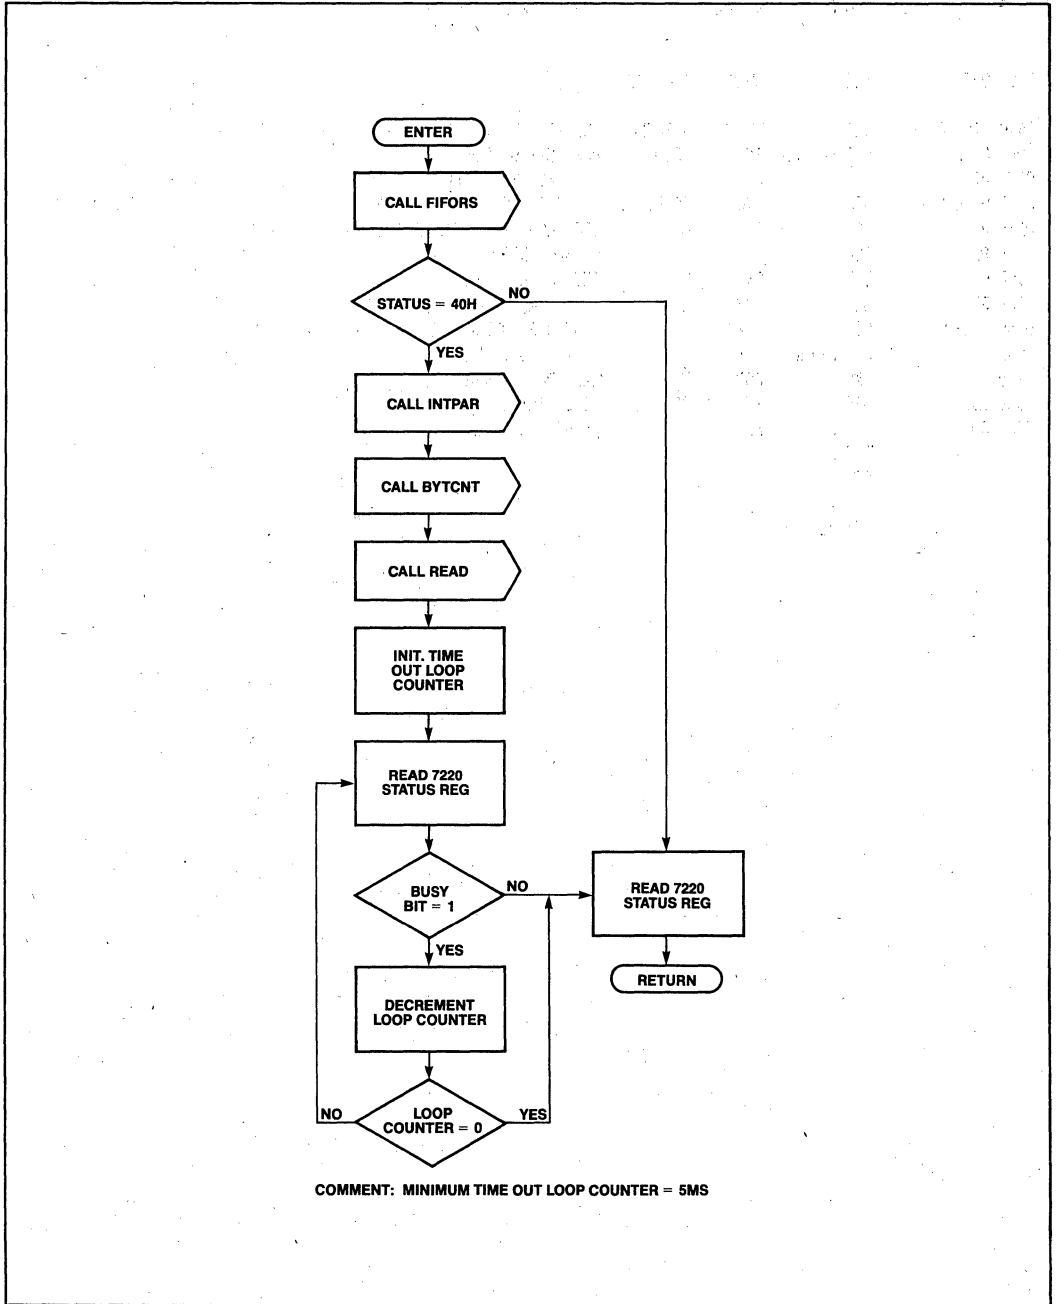 ENTER
CALL FIFORS
STATUS = 40H
NO
YES
CALL INTPAR
CALL BYTCNT
CALL READ
INIT. TIME
OUT LOOP
COUNTER
READ 7220
STATUS REG
BUSY
BIT = 1
NO
READ 7220
STATUS REG
YES
RETURN
DECREMENT
LOOP COUNTER
NO
LOOP
COUNTER = 0
YES
COMMENT: MINIMUM TIME OUT LOOP COUNTER = 5MS